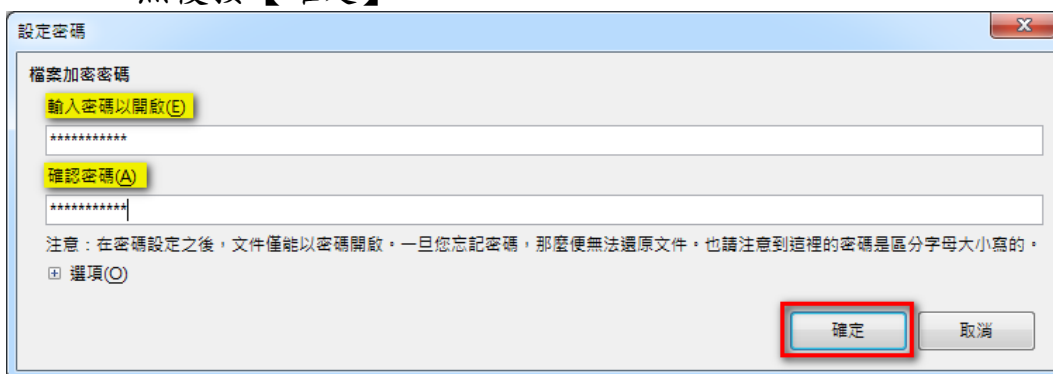 設定密碼
檔案加密密碼
輸入密碼以開啟(E)
***********
確認密碼(A)
***********
注意：在密碼設定之後，文件僅能以密碼開啟。一旦您忘記密碼，那麼便無法還原文件。也請注意到這裡的密碼是區分字母大小寫的。
選項(O)
確定 取消